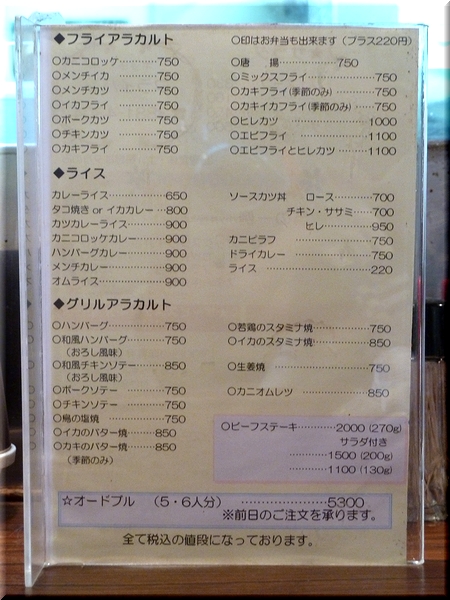 ◆フライアラカルト
○印はお弁当も出来ます（プラス220円）
○カニコロッケ…………750
○メンチイカ…………750
○メンチカツ…………750
○イカフライ…………750
○ポークカツ…………750
○チキンカツ…………750
○カキフライ…………750
○唐　揚……………750
○ミックスフライ……………750
○カキフライ(季節のみ)…………750
○カキイカフライ(季節のみ)……750
○ヒレカツ……………1000
○エビフライ……………1100
○エビフライとヒレカツ………1100
◆ライス
カレーライス……………650
タコ焼き or イカカレー…800
カツカレーライス…………900
カニコロッケカレー………900
ハンバーグカレー…………900
メンチカレー……………900
オムライス………………900
ソースカツ丼　ロース…………700
チキン・ササミ……700
ヒレ…………950
カニピラフ……………750
ドライカレー……………750
ライス……………220
◆グリルアラカルト
○ハンバーグ……………750
○和風ハンバーグ…………750
（おろし風味）
○和風チキンソテー………850
（おろし風味）
○ポークソテー…………750
○チキンソテー…………750
○鳥の塩焼……………750
○イカのバター焼………850
○カキのバター焼………850
（季節のみ）
○若鶏のスタミナ焼…………750
○イカのスタミナ焼…………850
○生姜焼……………750
○カニオムレツ……………850
○ビーフステーキ…………2000 (270g)
サラダ付き
…………1500 (200g)
…………1100 (130g)
☆オードブル　（5・6人分）　…………………5300
※前日のご注文を承ります。
全て税込の値段になっております。